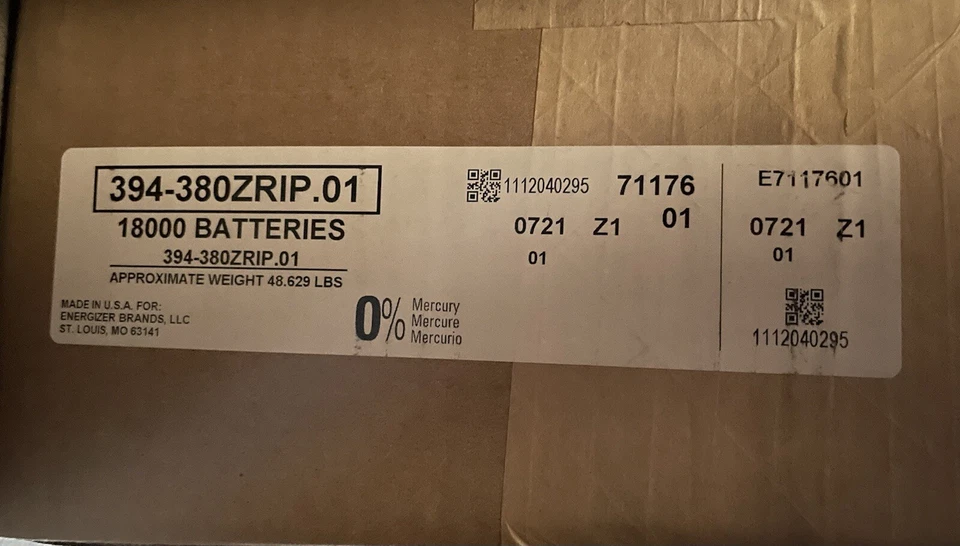 394-380ZRIP.01
18000 BATTERIES
394-380ZRIP.01
APPROXIMATE WEIGHT 48.629 LBS
MADE IN U.S.A. FOR:
ENERGIZER BRANDS, LLC
ST. LOUIS, MO 63141
0%
Mercury
Mercure
Mercurio
1112040295
71176
0721 Z1 01
01
E7117601
0721 Z1
01
1112040295